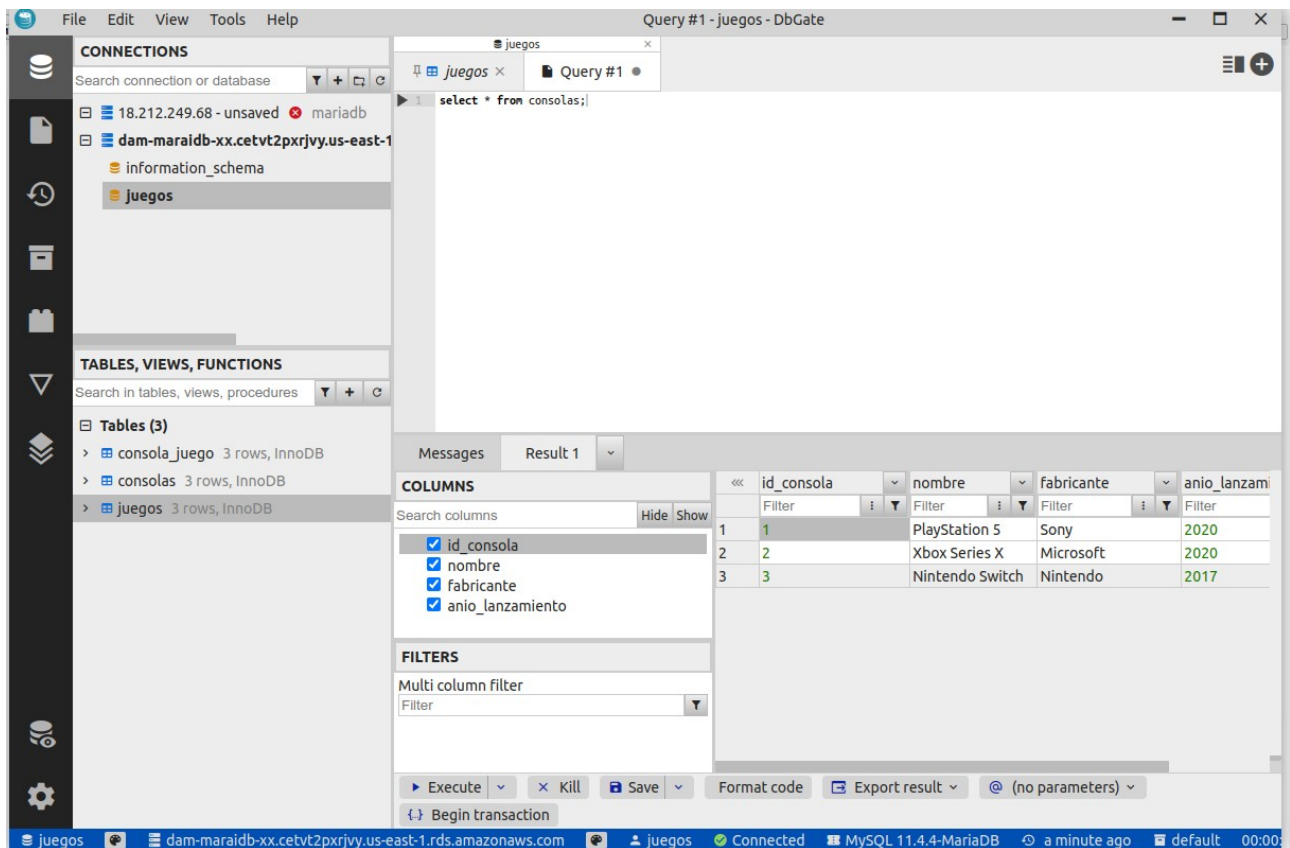 File Edit View Tools Help
Query #1 - juegos - DbGate
CONNECTIONS
Search connection or database
18.212.249.68 - unsaved mariadb
dam-maraidb-xx.cetvt2pxrjvy.us-east-1
information_schema
juegos
TABLES, VIEWS, FUNCTIONS
Search in tables, views, procedures
Tables (3)
consola_juego 3 rows, InnoDB
consolas 3 rows, InnoDB
juegos 3 rows, InnoDB
juegos
juegos Query #1
1 select * from consolas;
Messages Result 1
COLUMNS
Search columns Hide Show
id_consola
nombre
fabricante
anio_lanzamiento
FILTERS
Multi column filter
Filter
id_consola nombre fabricante anio_lanzami
Filter Filter Filter Filter
1 1 PlayStation 5 Sony 2020
2 2 Xbox Series X Microsoft 2020
3 3 Nintendo Switch Nintendo 2017
Execute Kill Save Format code Export result @ (no parameters)
{..} Begin transaction
juegos dam-maraidb-xx.cetvt2pxrjvy.us-east-1.rds.amazonaws.com juegos Connected MySQL 11.4.4-MariaDB a minute ago default 00:00: